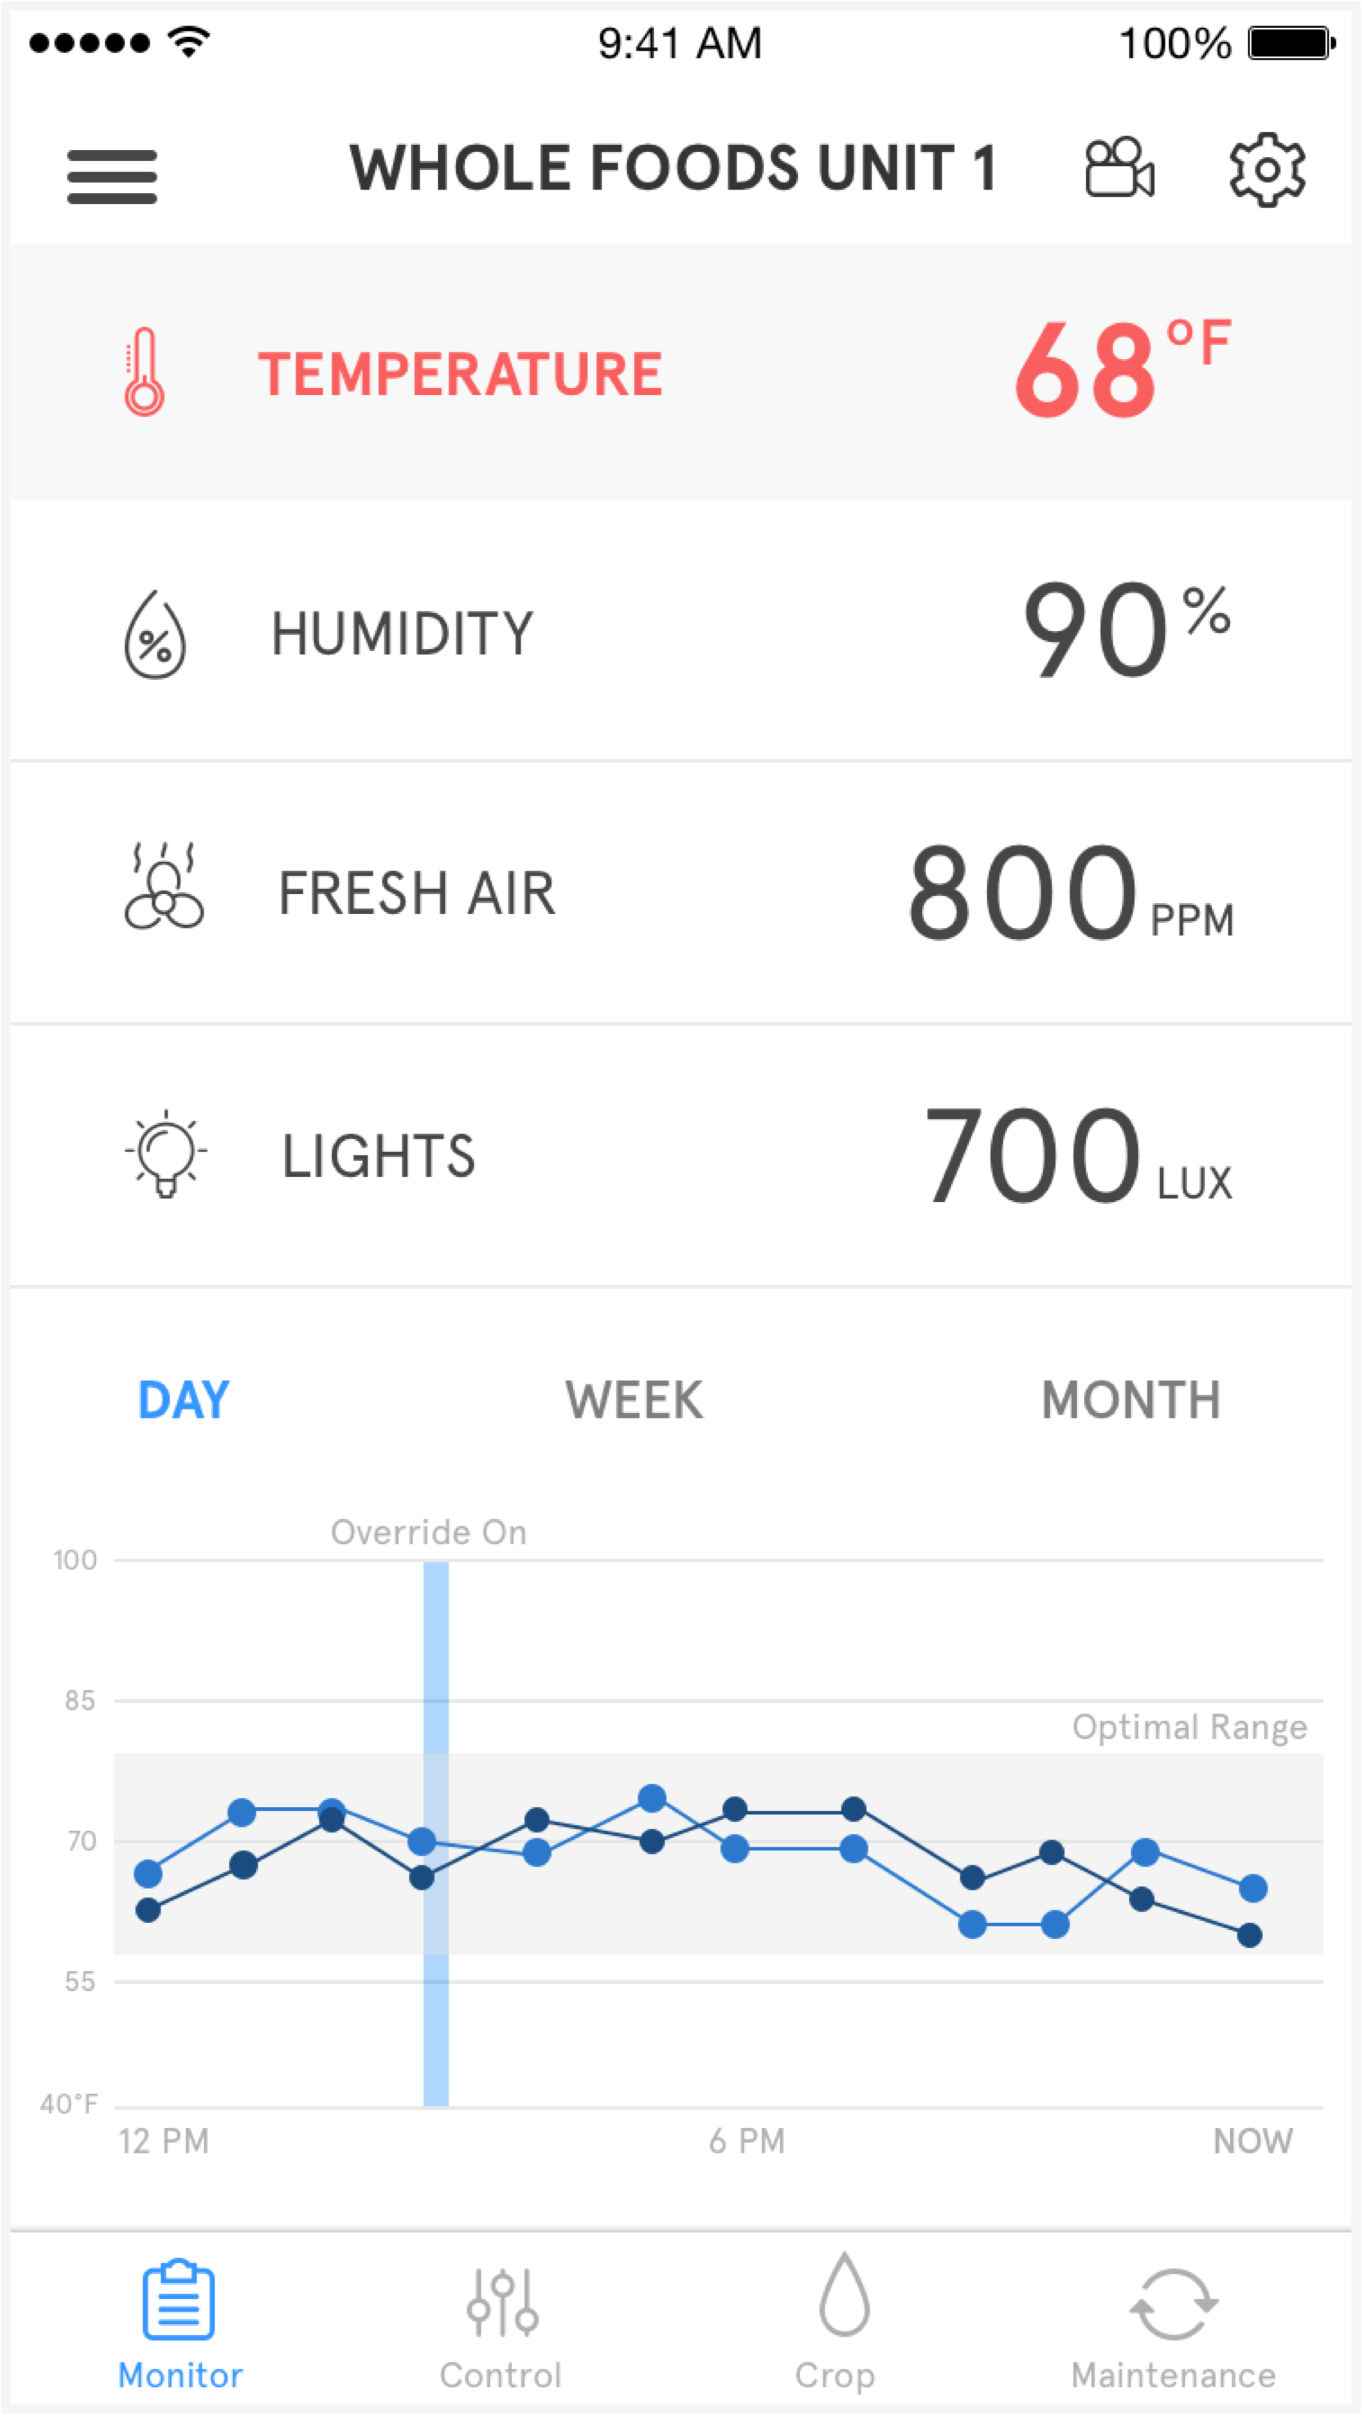 9:41 AM 100%
WHOLE FOODS UNIT 1
TEMPERATURE 68°F
HUMIDITY 90%
FRESH AIR 800 PPM
LIGHTS 700 LUX
DAY WEEK MONTH
Override On
100
85
Optimal Range
70
55
40°F
12 PM 6 PM NOW
Monitor Control Crop Maintenance